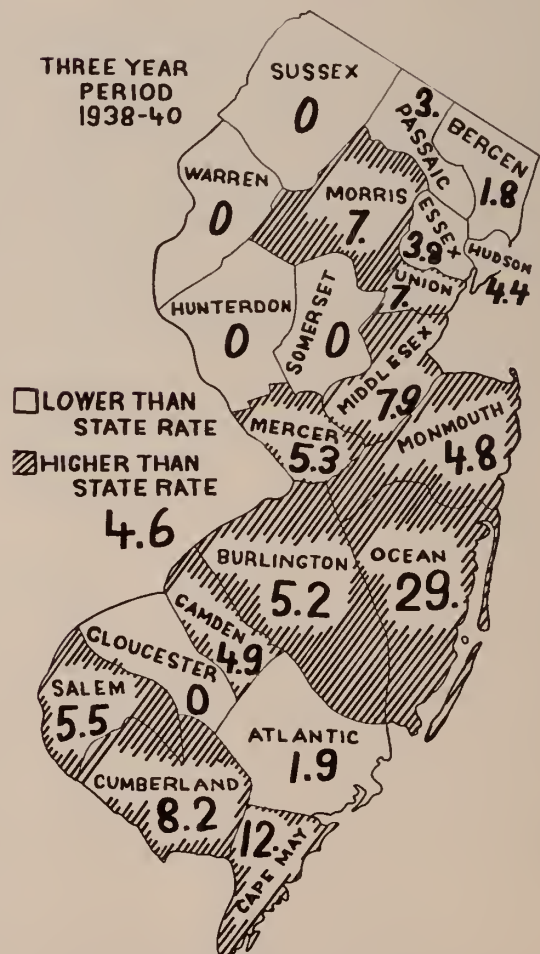 THREE YEAR
PERIOD
1938-40
SUSSEX
0
3.
PASSAIC
BERGEN
1.8
WARREN
0
MORRIS
7.
ESSEX
3.8
HUDSON
4.4
UNION
7.
HUNTERDON
0
SOMERSET
0
MIDDLESEX
7.9
LOWER THAN
STATE RATE
MERCER
5.3
MONMOUTH
4.8
HIGHER THAN
STATE RATE
4.6
BURLINGTON
5.2
OCEAN
29.
CAMDEN
4.9
GLOUCESTER
0
SALEM
5.5
ATLANTIC
1.9
CUMBERLAND
8.2
12.
CAPE MAY